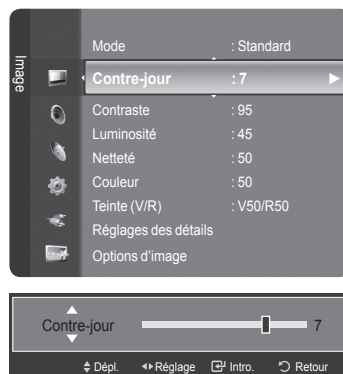 Image
Mode : Standard
Contre-jour : 7
Contraste : 95
Luminosité : 45
Netteté : 50
Couleur : 50
Teinte (V/R) : V50/R50
Réglages des détails
Options d'image
Contre-jour 7
Dépl. Réglage Intro. Retour